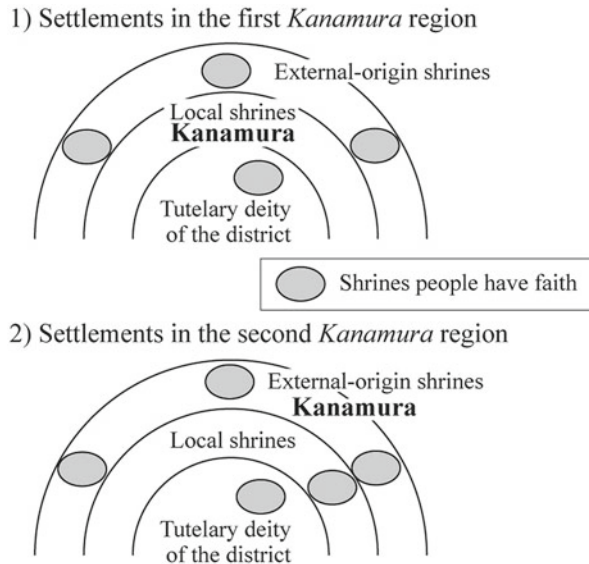 1) Settlements in the first Kanamura region
External-origin shrines
Local shrines
Kanamura
Tutelary deity
of the district
Shrines people have faith
2) Settlements in the second Kanamura region
External-origin shrines
Kanamura
Local shrines
Tutelary deity
of the district